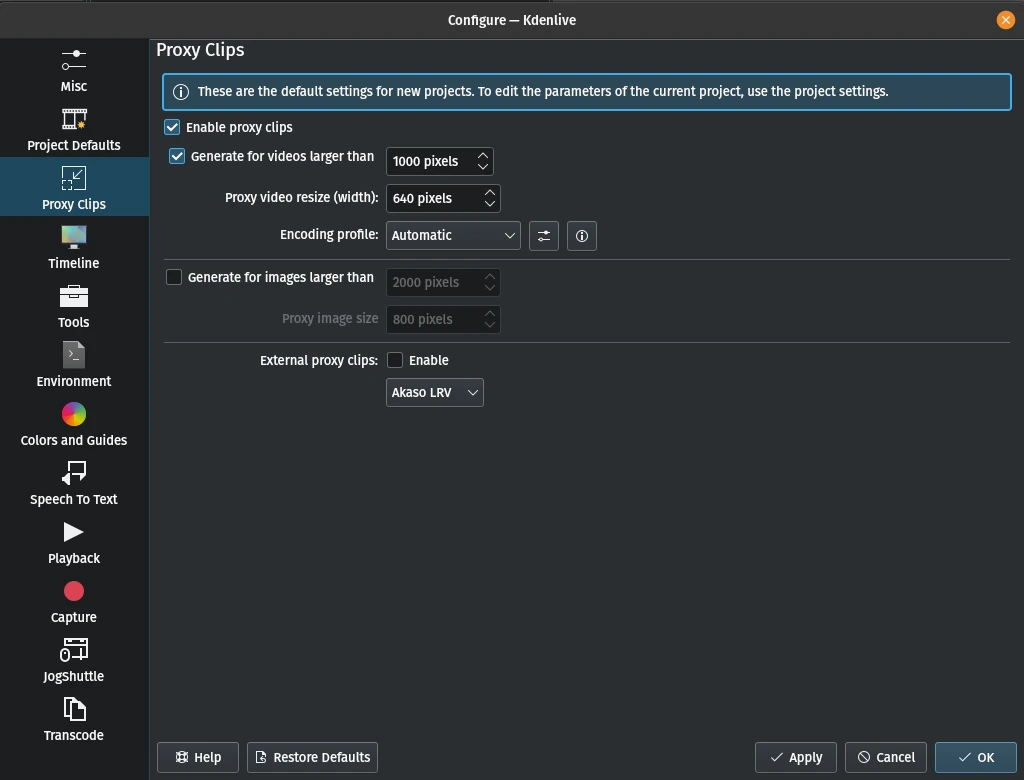 Configure — Kdenlive
Misc
Project Defaults
Proxy Clips
Timeline
Tools
Environment
Colors and Guides
Speech To Text
Playback
Capture
JogShuttle
Transcode
Proxy Clips
These are the default settings for new projects. To edit the parameters of the current project, use the project settings.
Enable proxy clips
Generate for videos larger than 1000 pixels
Proxy video resize (width): 640 pixels
Encoding profile: Automatic
Generate for images larger than 2000 pixels
Proxy image size 800 pixels
External proxy clips: Enable
Akaso LRV
Help Restore Defaults Apply Cancel OK